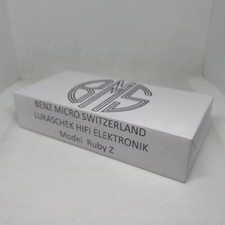 BMS
BENZ MICRO SWITZERLAND
LUKASCHEK HIFI ELEKTRONIK
Model Ruby Z